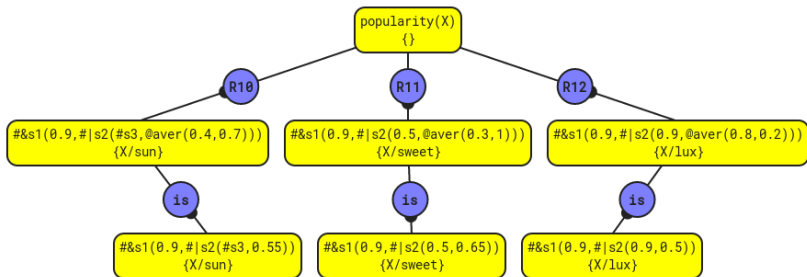 popularity(X)
{}
R10
R11
R12
#&s1(0.9,#|s2(#s3,@aver(0.4,0.7)))
{X/sun}
#&s1(0.9,#|s2(0.5,@aver(0.3,1)))
{X/sweet}
#&s1(0.9,#|s2(0.9,@aver(0.8,0.2)))
{X/lux}
is
is
is
#&s1(0.9,#|s2(#s3,0.55))
{X/sun}
#&s1(0.9,#|s2(0.5,0.65))
{X/sweet}
#&s1(0.9,#|s2(0.9,0.5))
{X/lux}